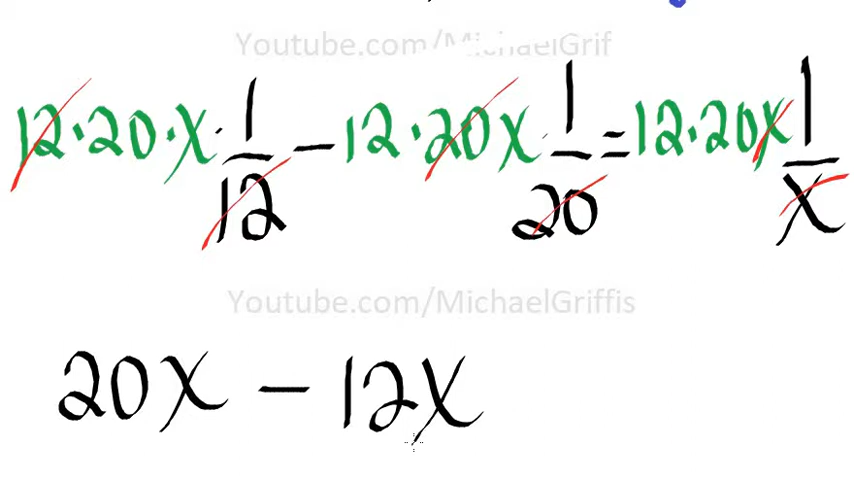 Youtube.com/MichaelGrif
12·20·x·1/12 − 12·20x·1/20 = 12·20x 1/x
Youtube.com/MichaelGriffis
20x − 12x